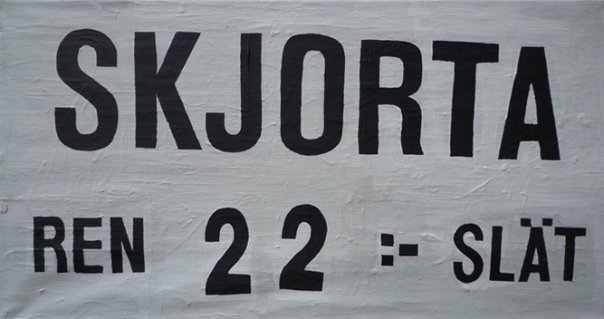 SKJORTA
REN 22 :- SLÄT